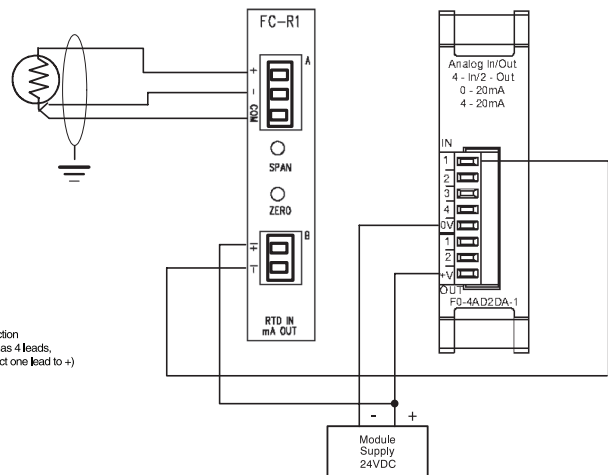 FC-R1
A
+
-
COM
SPAN
ZERO
B
+
-
RTD IN
mA OUT
Analog In/Out
4 - In/2 - Out
0 - 20mA
4 - 20mA
IN
1
2
3
4
0V
1
2
+V
OUT
F0-4AD2DA-1
ction
as 4 leads,
ct one lead to +)
- +
Module
Supply
24VDC